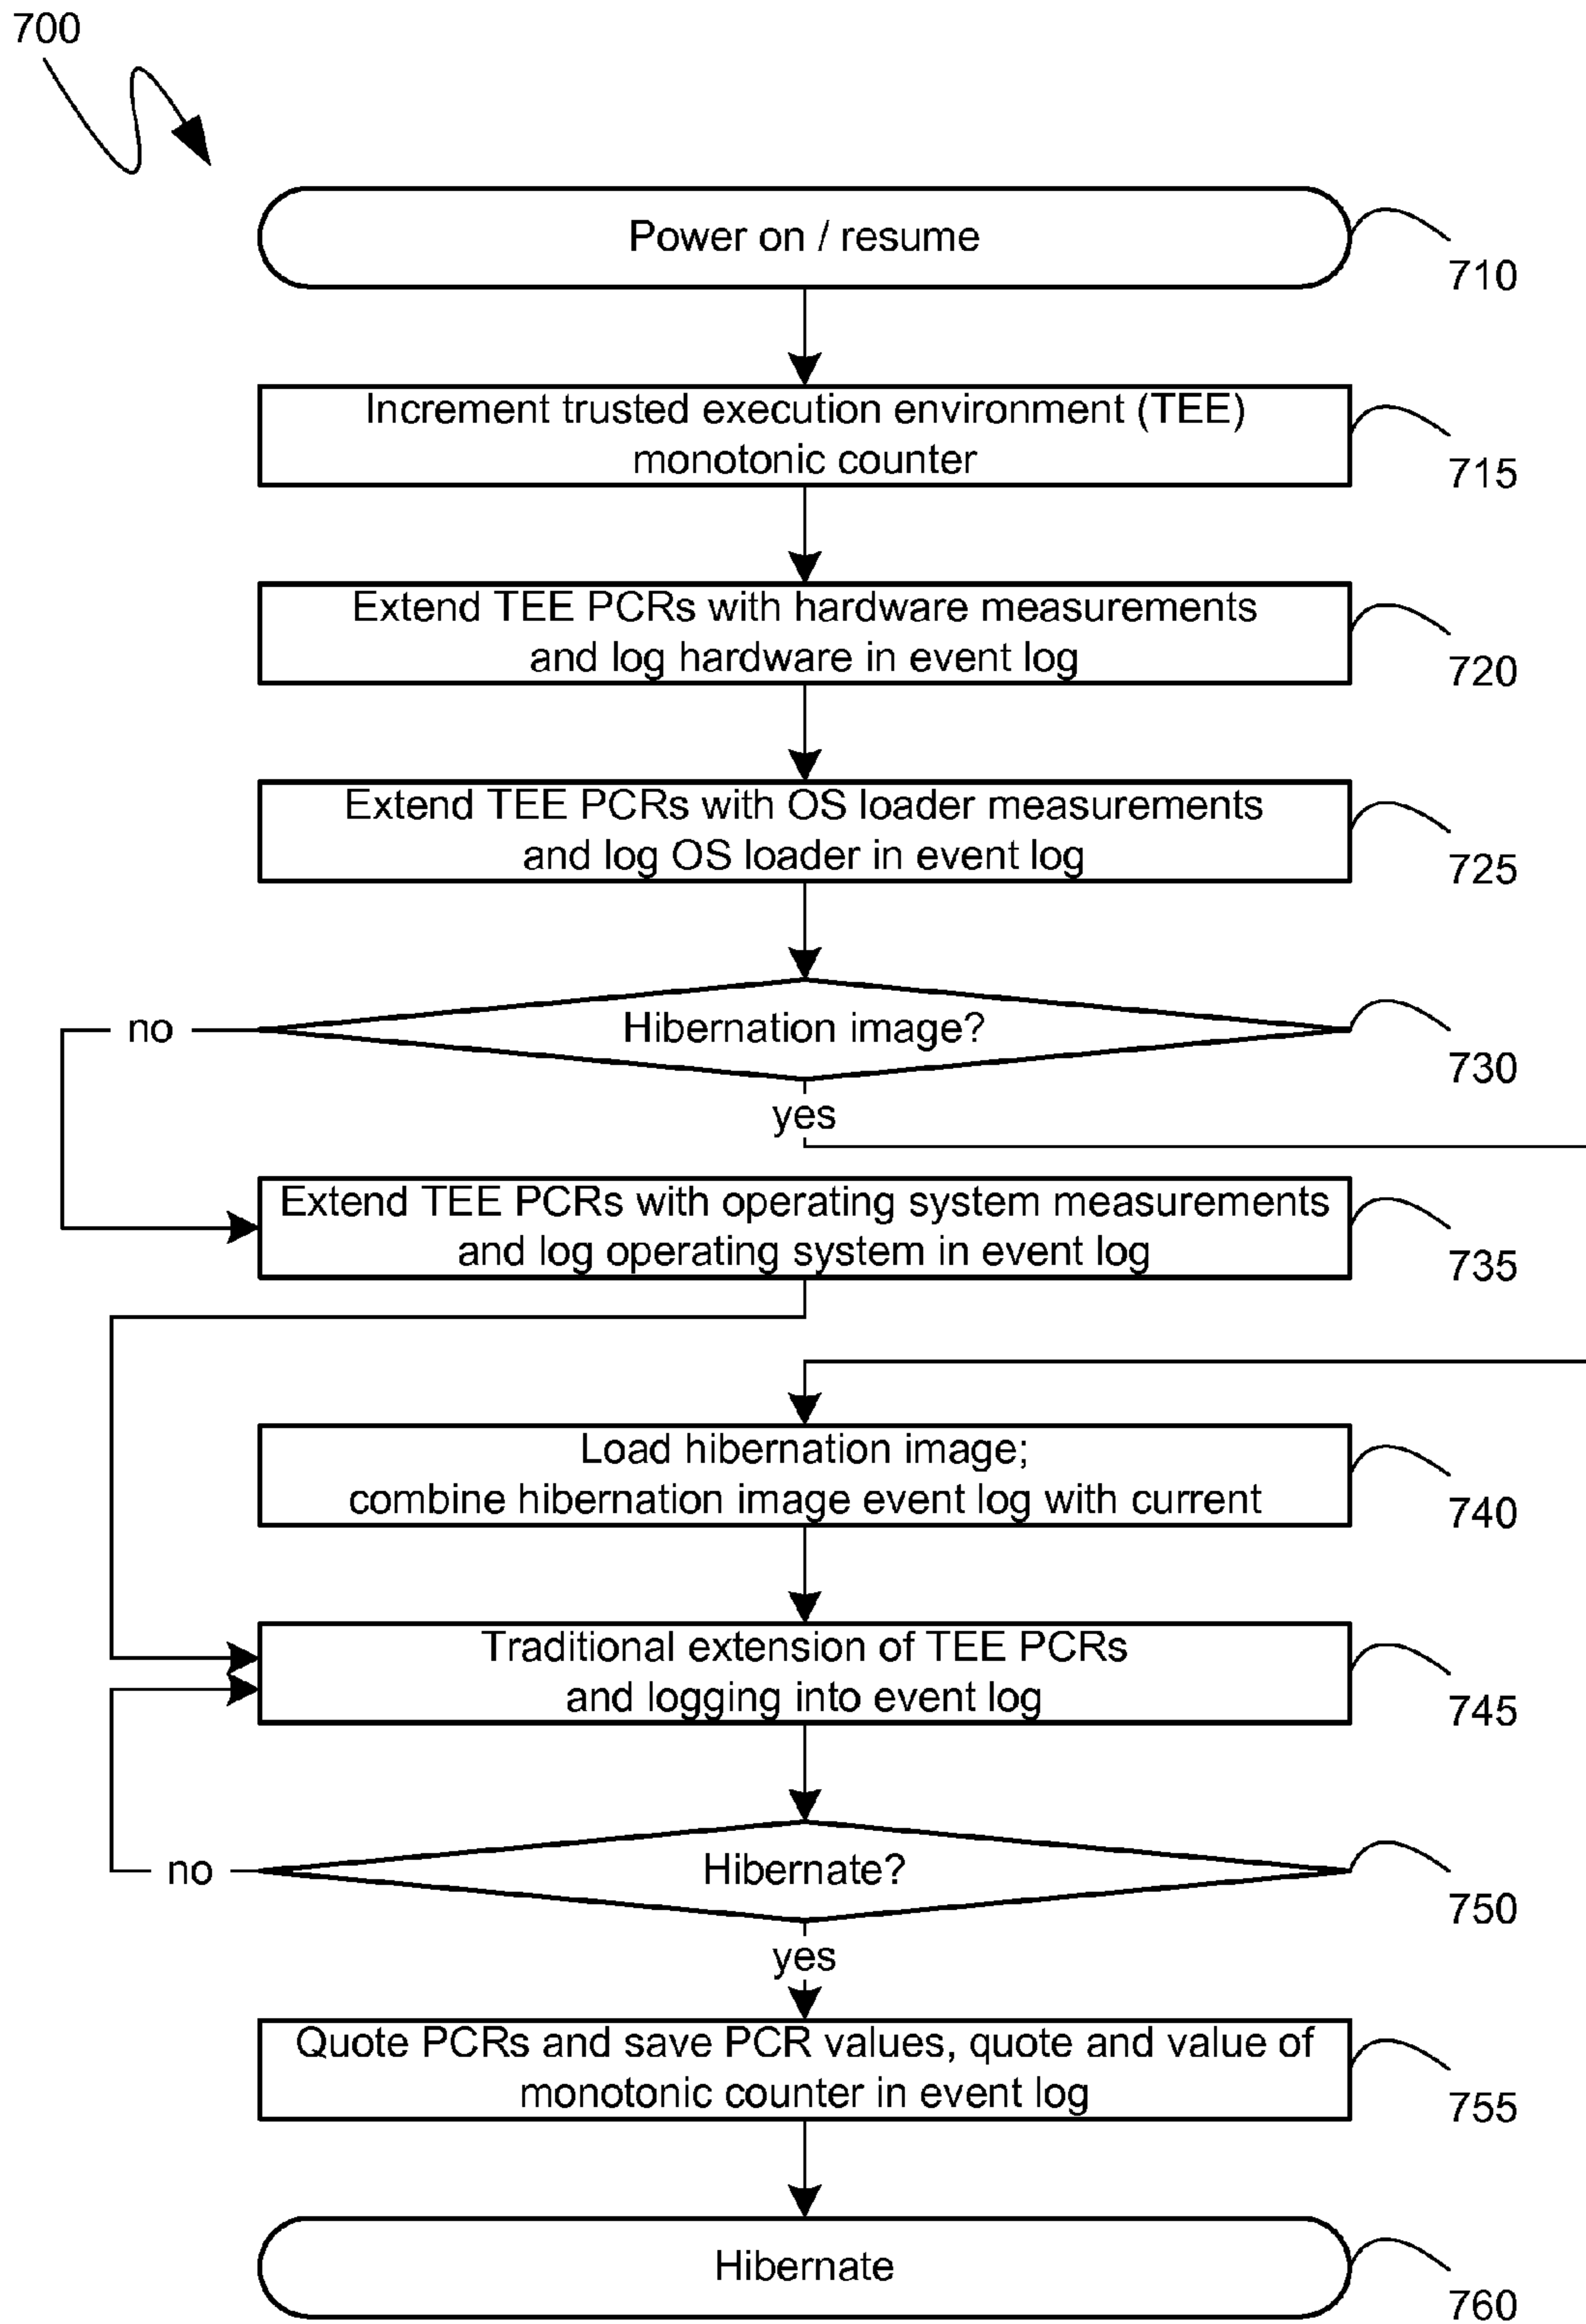 700
Power on / resume
710
Increment trusted execution environment (TEE)
monotonic counter
715
Extend TEE PCRs with hardware measurements
and log hardware in event log
720
Extend TEE PCRs with OS loader measurements
and log OS loader in event log
725
no
Hibernation image?
730
yes
Extend TEE PCRs with operating system measurements
and log operating system in event log
735
Load hibernation image;
combine hibernation image event log with current
740
Traditional extension of TEE PCRs
and logging into event log
745
no
Hibernate?
750
yes
Quote PCRs and save PCR values, quote and value of
monotonic counter in event log
755
Hibernate
760